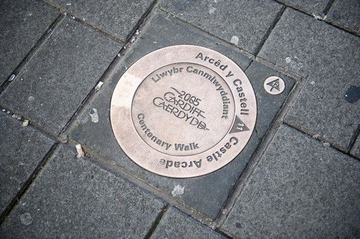 Arcêd y Castell
Llwybr Canmlwyddiant
2005
CARDIFF
CAERDYDD
Centenary Walk
Castle Arcade